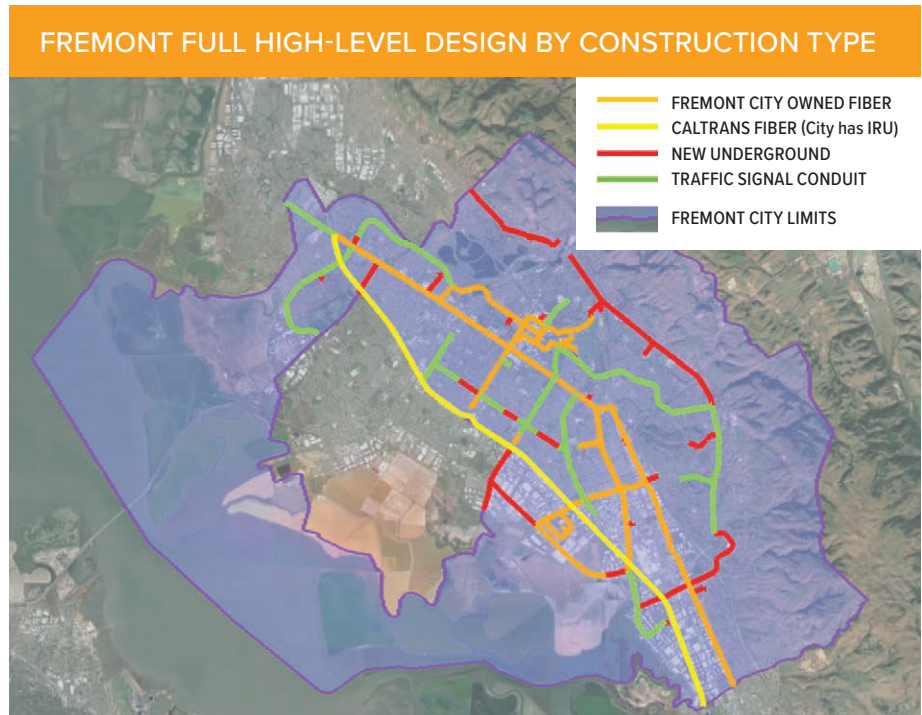 FREMONT FULL HIGH-LEVEL DESIGN BY CONSTRUCTION TYPE
FREMONT CITY OWNED FIBER
CALTRANS FIBER (City has IRU)
NEW UNDERGROUND
TRAFFIC SIGNAL CONDUIT
FREMONT CITY LIMITS